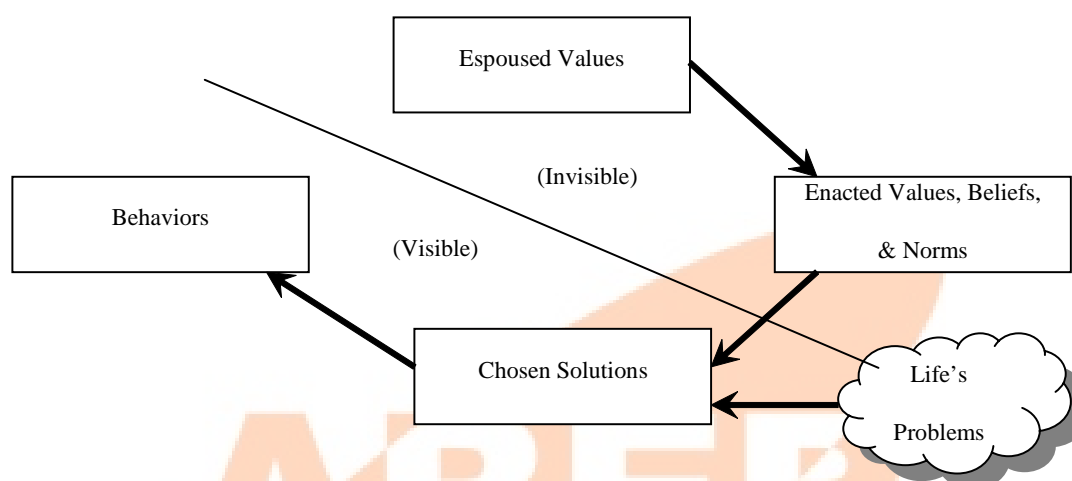 Espoused Values
(Invisible)
Enacted Values, Beliefs,
& Norms
Behaviors
(Visible)
Chosen Solutions
Life's
Problems